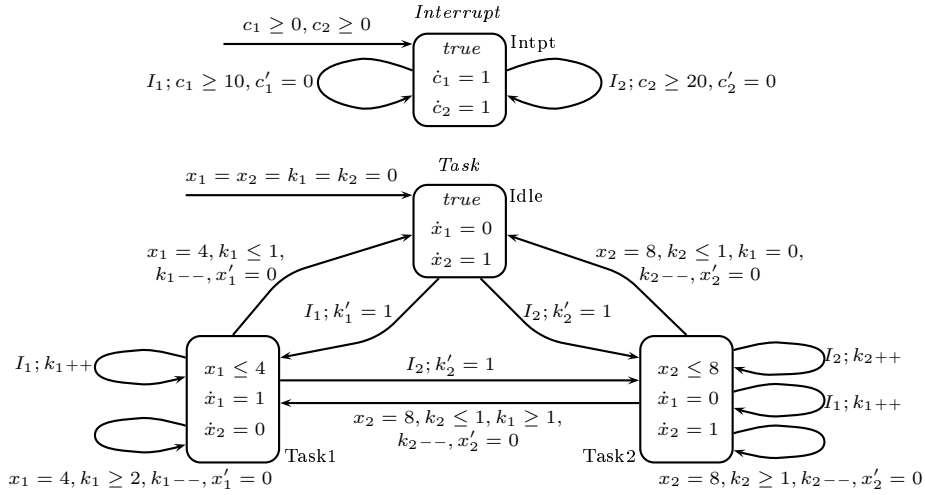 Interrupt
c₁ ≥ 0, c₂ ≥ 0
Intpt
true
ċ₁ = 1
ċ₂ = 1
I₁; c₁ ≥ 10, c₁′ = 0
I₂; c₂ ≥ 20, c₂′ = 0
Task
x₁ = x₂ = k₁ = k₂ = 0
Idle
true
ẋ₁ = 0
ẋ₂ = 1
x₁ = 4, k₁ ≤ 1,
k₁−−, x₁′ = 0
x₂ = 8, k₂ ≤ 1, k₁ = 0,
k₂−−, x₂′ = 0
I₁; k₁′ = 1
I₂; k₂′ = 1
I₁; k₁++
x₁ ≤ 4
ẋ₁ = 1
ẋ₂ = 0
Task1
x₁ = 4, k₁ ≥ 2, k₁−−, x₁′ = 0
I₂; k₂′ = 1
x₂ = 8, k₂ ≤ 1, k₁ ≥ 1,
k₂−−, x₂′ = 0
x₂ ≤ 8
ẋ₁ = 0
ẋ₂ = 1
Task2
I₂; k₂++
I₁; k₁++
x₂ = 8, k₂ ≥ 1, k₂−−, x₂′ = 0